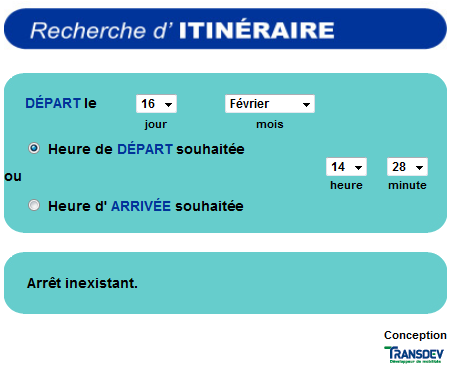 Recherche d' ITINÉRAIRE
DÉPART le 16 Février
jour mois
Heure de DÉPART souhaitée
ou 14 28
heure minute
Heure d' ARRIVÉE souhaitée
Arrêt inexistant.
Conception
TRANSDEV
Développeur de mobilités